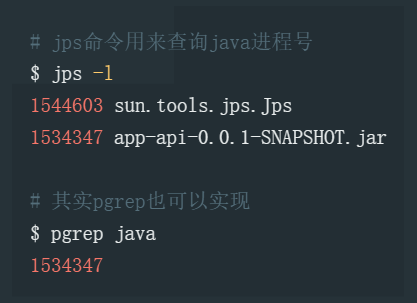 # jps命令用来查询java进程号
$ jps -l
1544603 sun.tools.jps.Jps
1534347 app-api-0.0.1-SNAPSHOT.jar
# 其实pgrep也可以实现
$ pgrep java
1534347